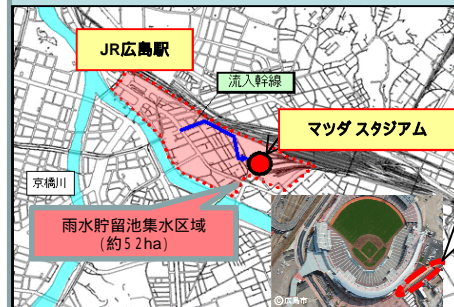 JR広島駅
流入幹線
マツダ スタジアム
京橋川
雨水貯留池集水区域
(約52ha)
©広島市